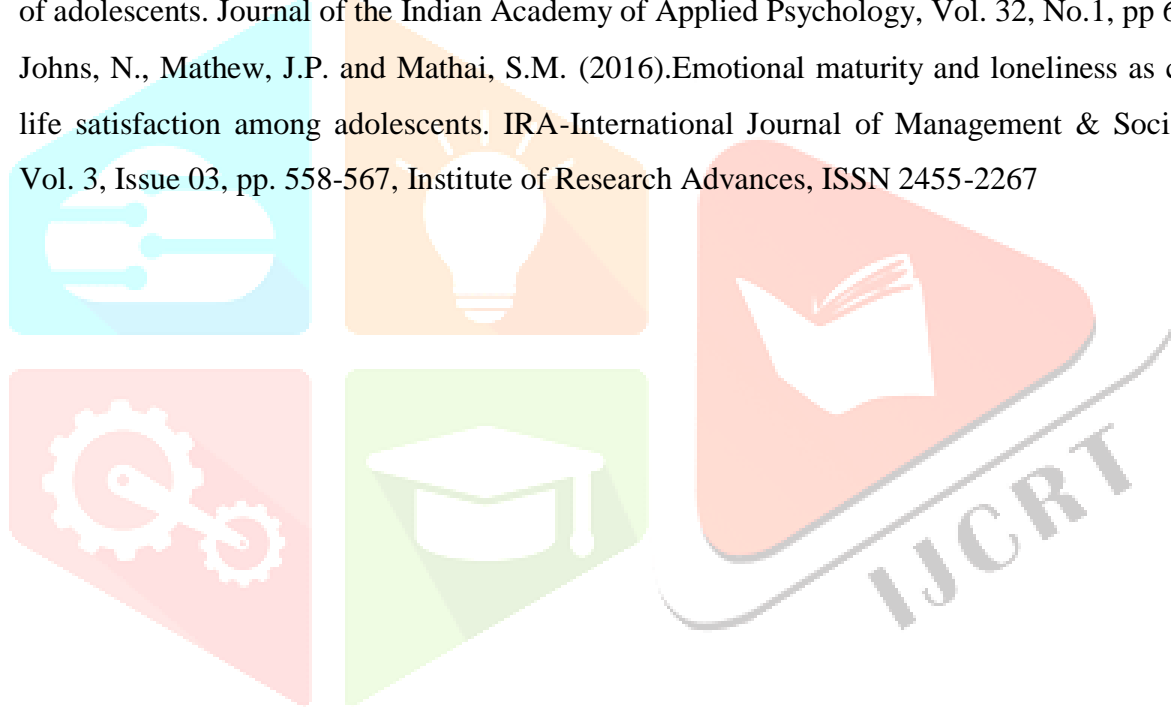 of adolescents. Journal of the Indian Academy of Applied Psychology, Vol. 32, No.1, pp
Johns, N., Mathew, J.P. and Mathai, S.M. (2016).Emotional maturity and loneliness as
life satisfaction among adolescents. IRA-International Journal of Management &
Vol. 3, Issue 03, pp. 558-567, Institute of Research Advances, ISSN 2455-2267
IJCRT